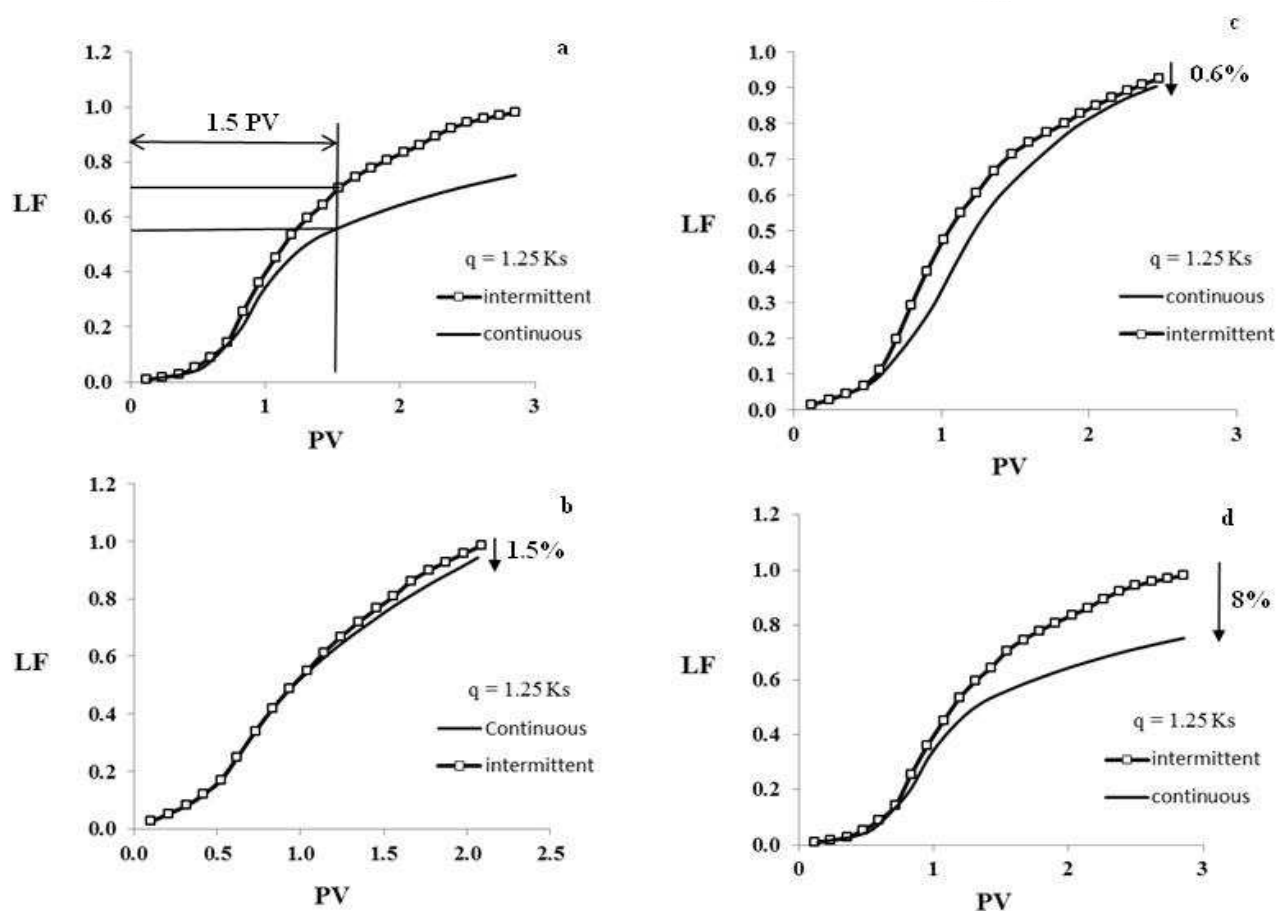 a
1.2
1.0
0.8
0.6
0.4
0.2
0.0
LF
1.5 PV
q = 1.25 Ks
intermittent
continuous
0
1
2
3
PV
c
1.0
0.9
0.8
0.7
0.6
0.5
0.4
0.3
0.2
0.1
0.0
LF
0.6%
q = 1.25 Ks
continuous
intermittent
0
1
2
3
PV
b
1.2
1.0
0.8
0.6
0.4
0.2
0.0
LF
1.5%
q = 1.25 Ks
Continuous
intermittent
0.0
0.5
1.0
1.5
2.0
2.5
PV
d
1.2
1.0
0.8
0.6
0.4
0.2
0.0
LF
8%
q = 1.25 Ks
intermittent
continuous
0
1
2
3
PV